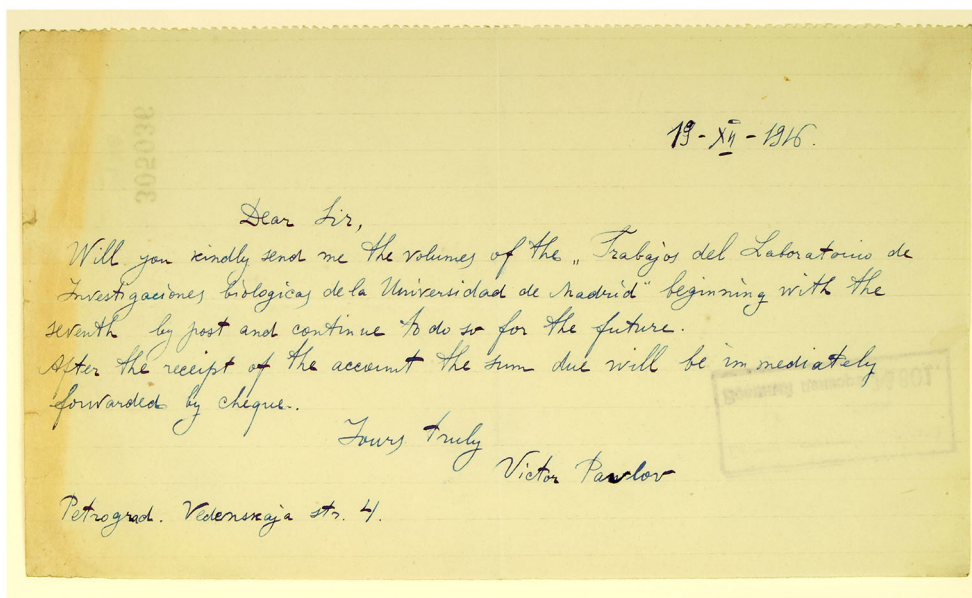 19-XII-1916.
Dear Sir,
Will you kindly send me the volumes of the „Trabajos del Laboratorio de
Investigaciones biologicas de la Universidad de Madrid" beginning with the
seventh by post and continue to do so for the future.
After the receipt of the account the sum due will be immediately
forwarded by cheque..
Yours truly
Victor Pavlov
Petrograd. Vedenskaja str. 4.
305036